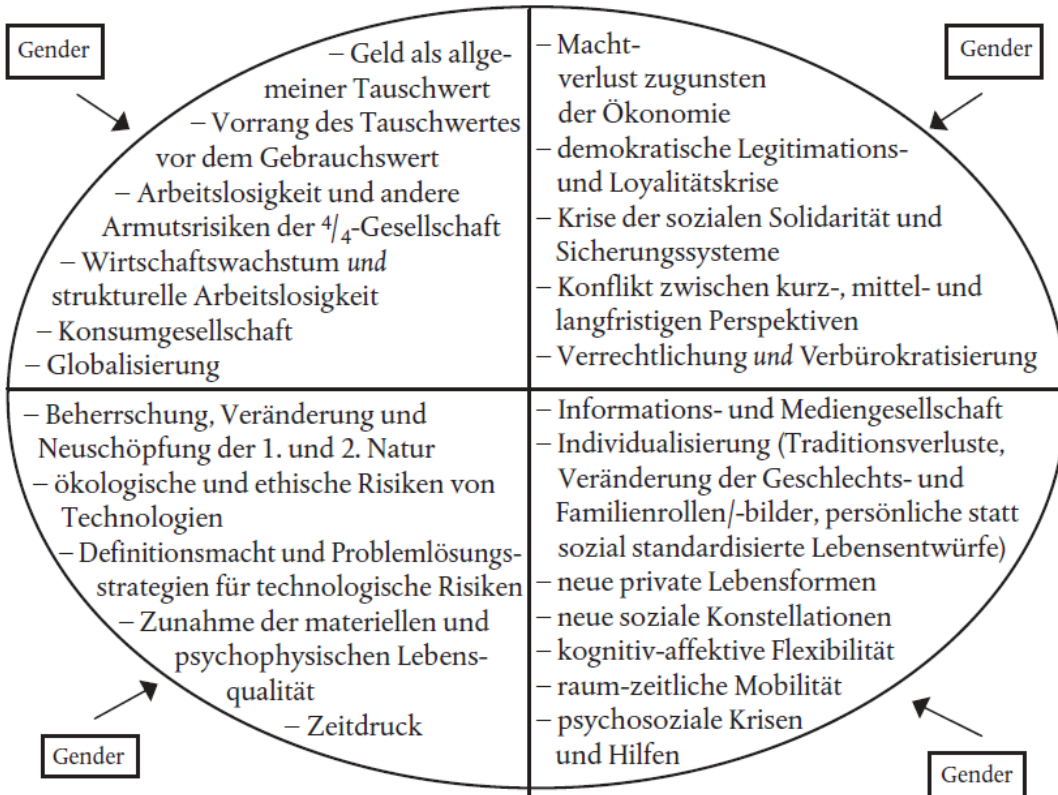 Gender
– Geld als allge-
meiner Tauschwert
– Vorrang des Tauschwertes
vor dem Gebrauchswert
– Arbeitslosigkeit und andere
Armutsrisiken der 4/4-Gesellschaft
– Wirtschaftswachstum und
strukturelle Arbeitslosigkeit
– Konsumgesellschaft
– Globalisierung
Gender
– Macht-
verlust zugunsten
der Ökonomie
– demokratische Legitimations-
und Loyalitätskrise
– Krise der sozialen Solidarität und
Sicherungssysteme
– Konflikt zwischen kurz-, mittel- und
langfristigen Perspektiven
– Verrechtlichung und Verbürokratisierung
– Beherrschung, Veränderung und
Neuschöpfung der 1. und 2. Natur
– ökologische und ethische Risiken von
Technologien
– Definitionsmacht und Problemlösungs-
strategien für technologische Risiken
– Zunahme der materiellen und
psychophysischen Lebens-
qualität
– Zeitdruck
Gender
– Informations- und Mediengesellschaft
– Individualisierung (Traditionsverluste,
Veränderung der Geschlechts- und
Familienrollen/-bilder, persönliche statt
sozial standardisierte Lebensentwürfe)
– neue private Lebensformen
– neue soziale Konstellationen
– kognitiv-affektive Flexibilität
– raum-zeitliche Mobilität
– psychosoziale Krisen
und Hilfen
Gender